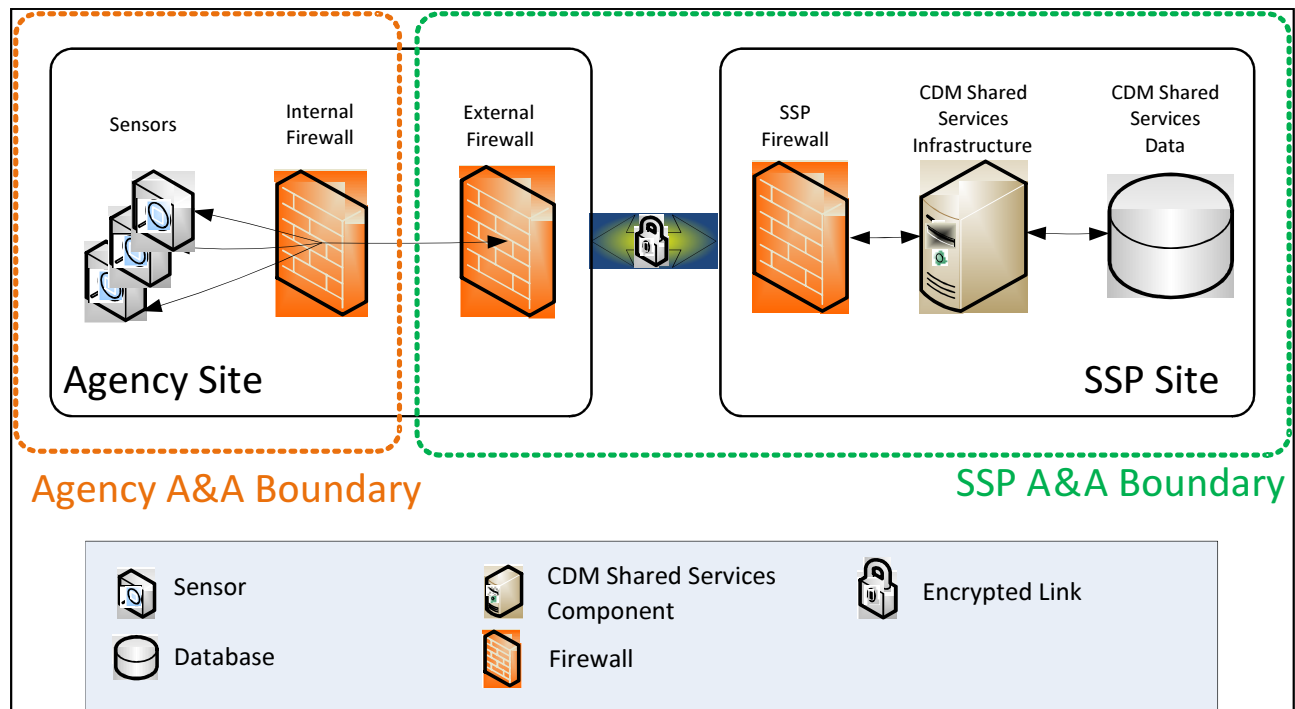 Sensors
Internal
Firewall
External
Firewall
SSP
Firewall
CDM Shared
Services
Infrastructure
CDM Shared
Services
Data
Agency Site
SSP Site
Agency A&A Boundary
SSP A&A Boundary
Sensor
CDM Shared Services
Component
Encrypted Link
Database
Firewall